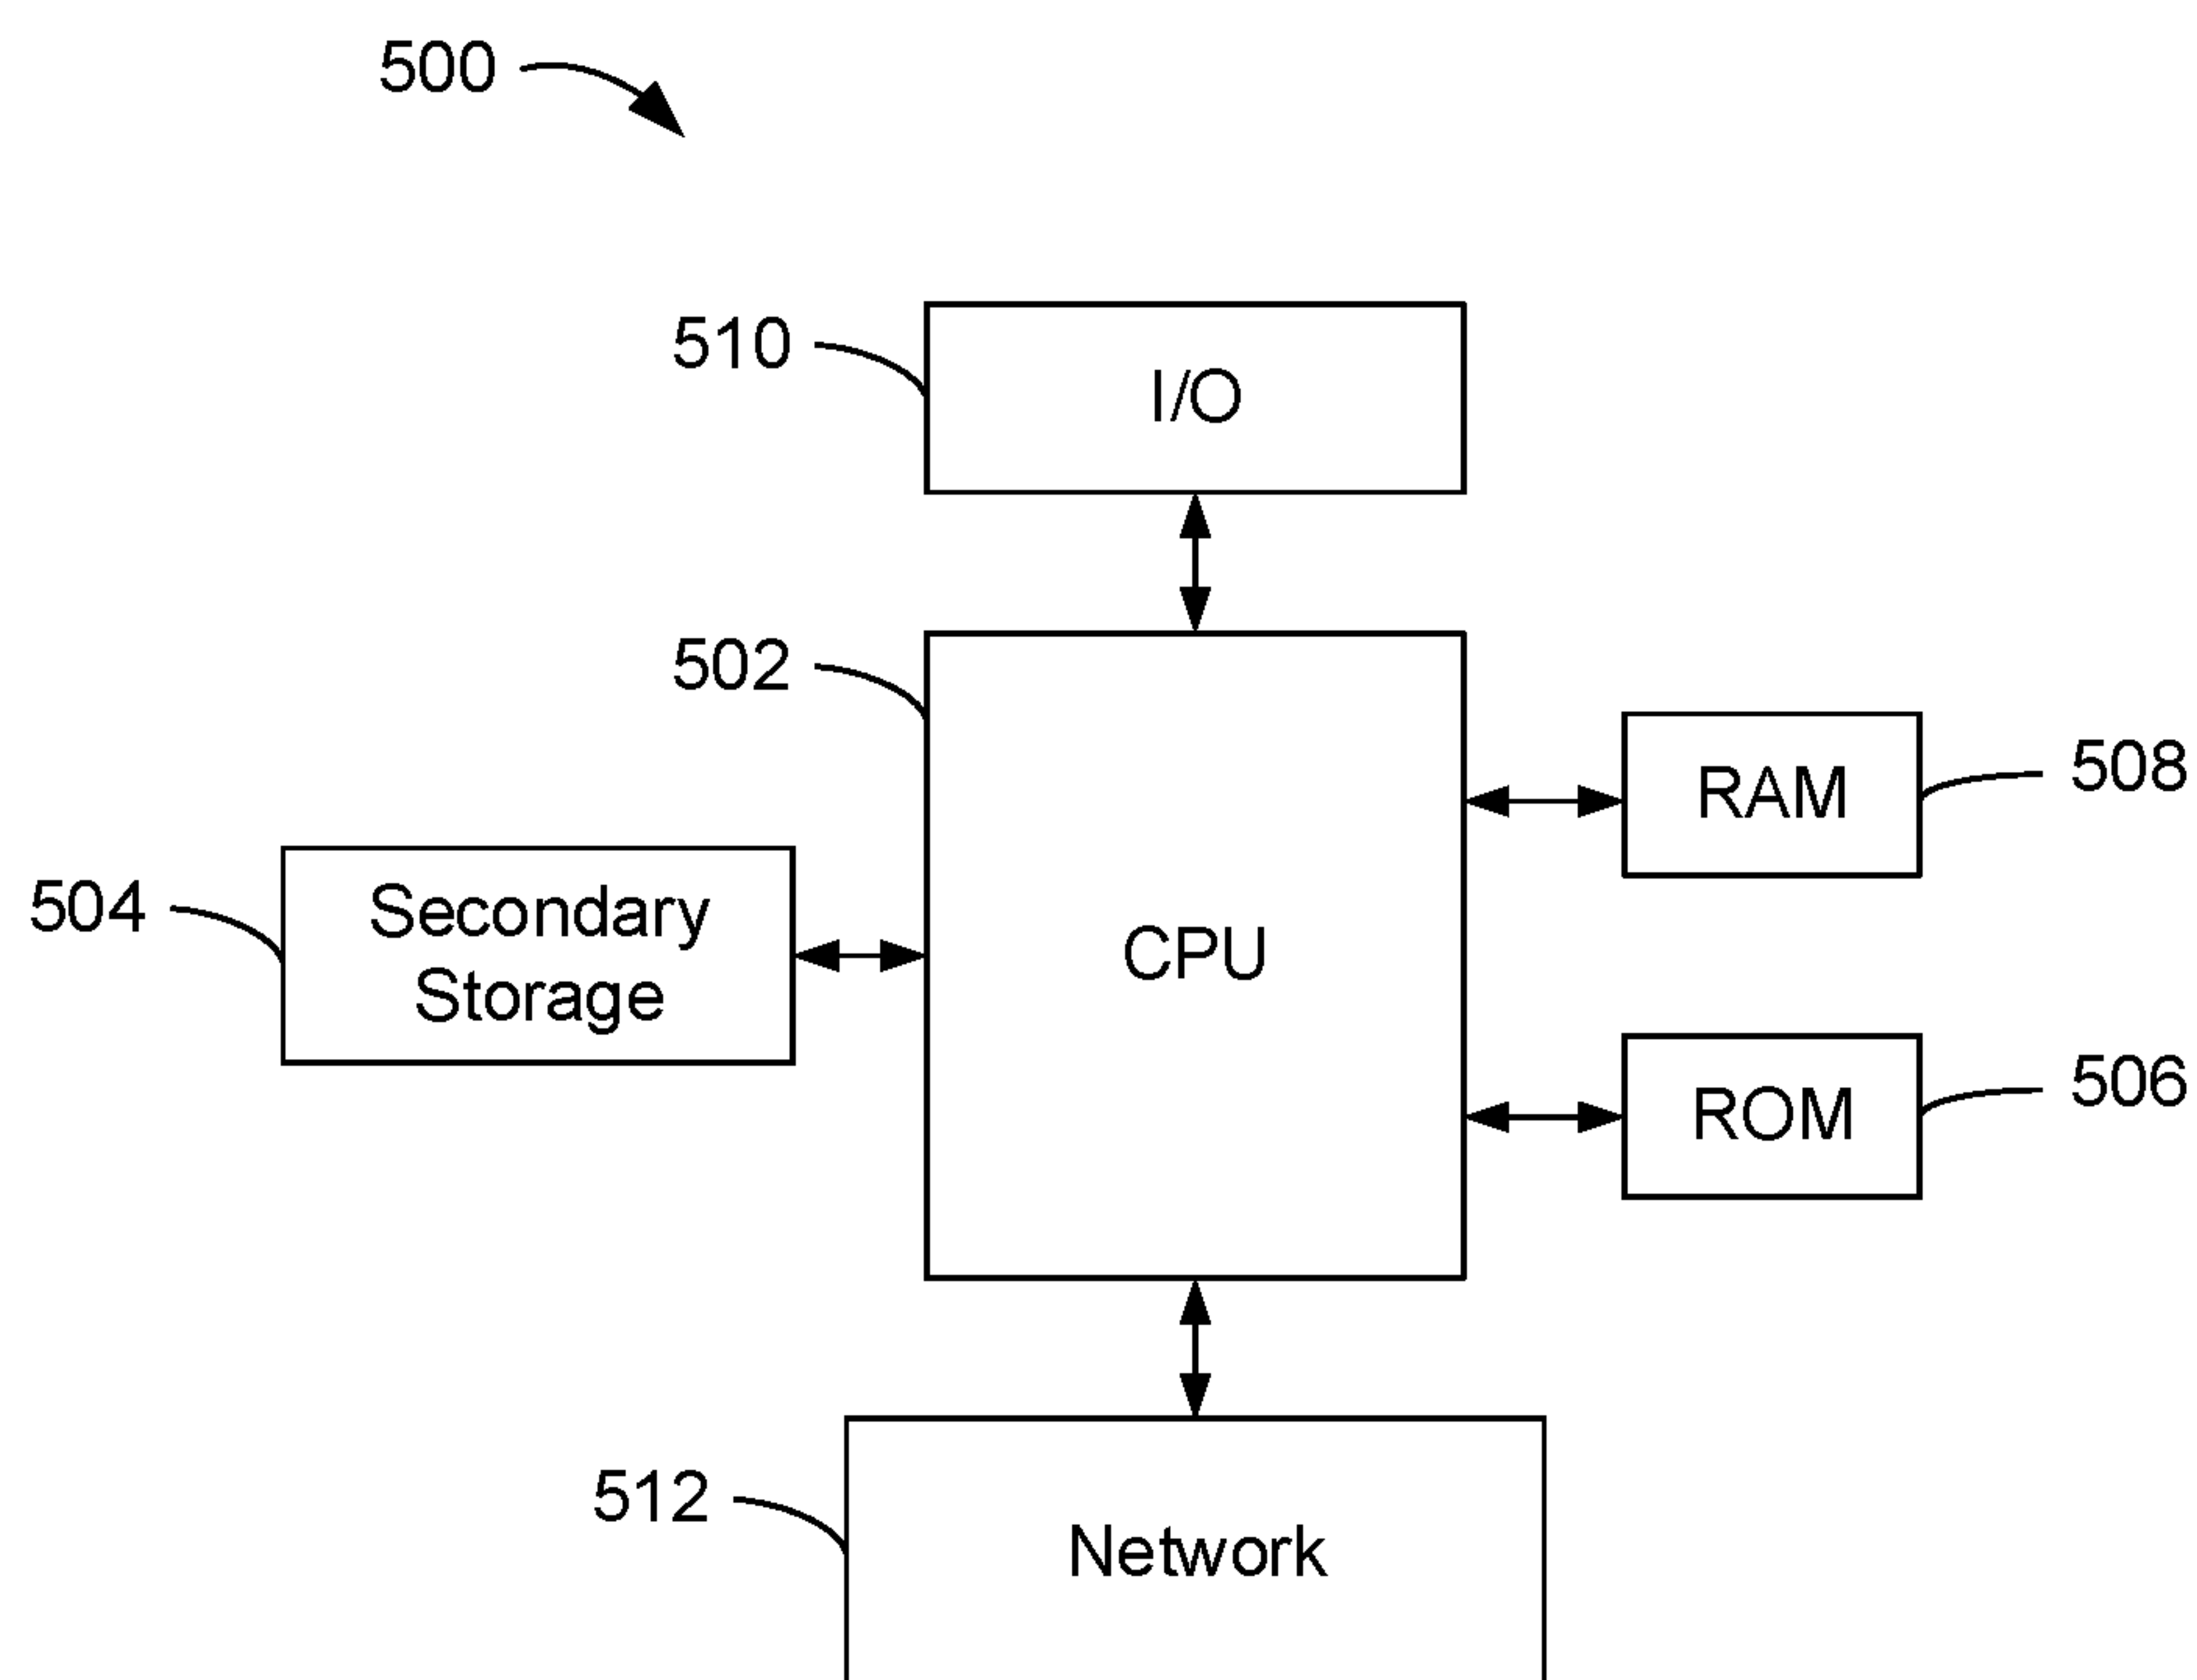 500
510
I/O
502
508
RAM
504
Secondary
Storage
CPU
506
ROM
512
Network